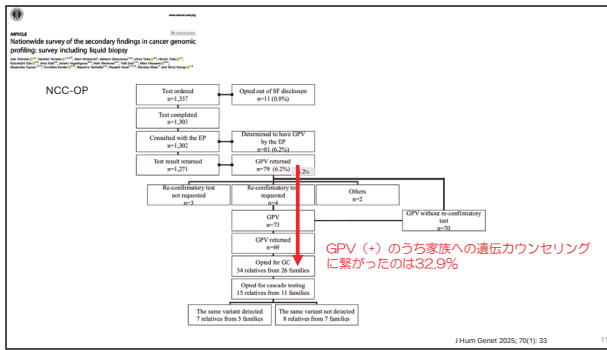 www.nature.com/jhg
ARTICLE
Nationwide survey of the secondary findings in cancer genomic
profiling: survey including liquid biopsy
NCC-OP
Test ordered
n=1,337
Opted out of SF disclosure
n=11 (0.8%)
Test completed
n=1,303
Consulted with the EP
n=1,302
Determined to have GPV
by the EP
n=81 (6.2%)
Test result returned
n=1,271
GPV returned
n=79 (6.2%)
Re-confirmatory test
not requested
n=3
Re-confirmatory test
requested
n=4
Others
n=2
GPV
n=73
GPV without re-confirmatory
test
n=70
GPV returned
n=69
GPV（+）のうち家族への遺伝カウンセリング
に繋がったのは32.9%
Opted for GC
34 relatives from 26 families
Opted for cascade testing
15 relatives from 11 families
The same variant detected
7 relatives from 5 families
The same variant not detected
8 relatives from 7 families
J Hum Genet 2025; 70(1): 33
11